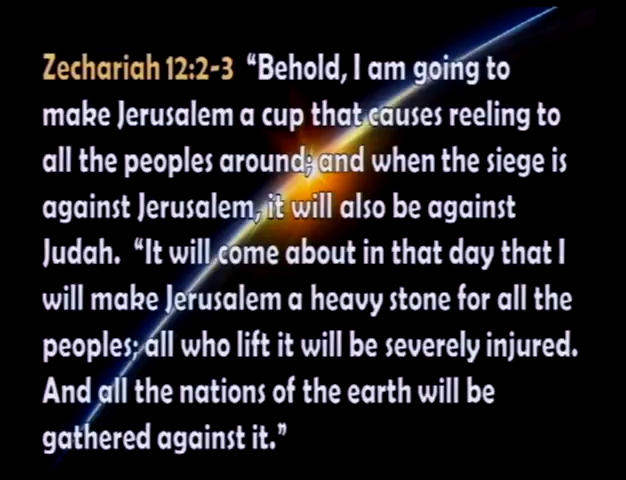 Zechariah 12:2-3 “Behold, I am going to
make Jerusalem a cup that causes reeling to
all the peoples around; and when the siege is
against Jerusalem, it will also be against
Judah. “It will come about in that day that I
will make Jerusalem a heavy stone for all the
peoples; all who lift it will be severely injured.
And all the nations of the earth will be
gathered against it.”